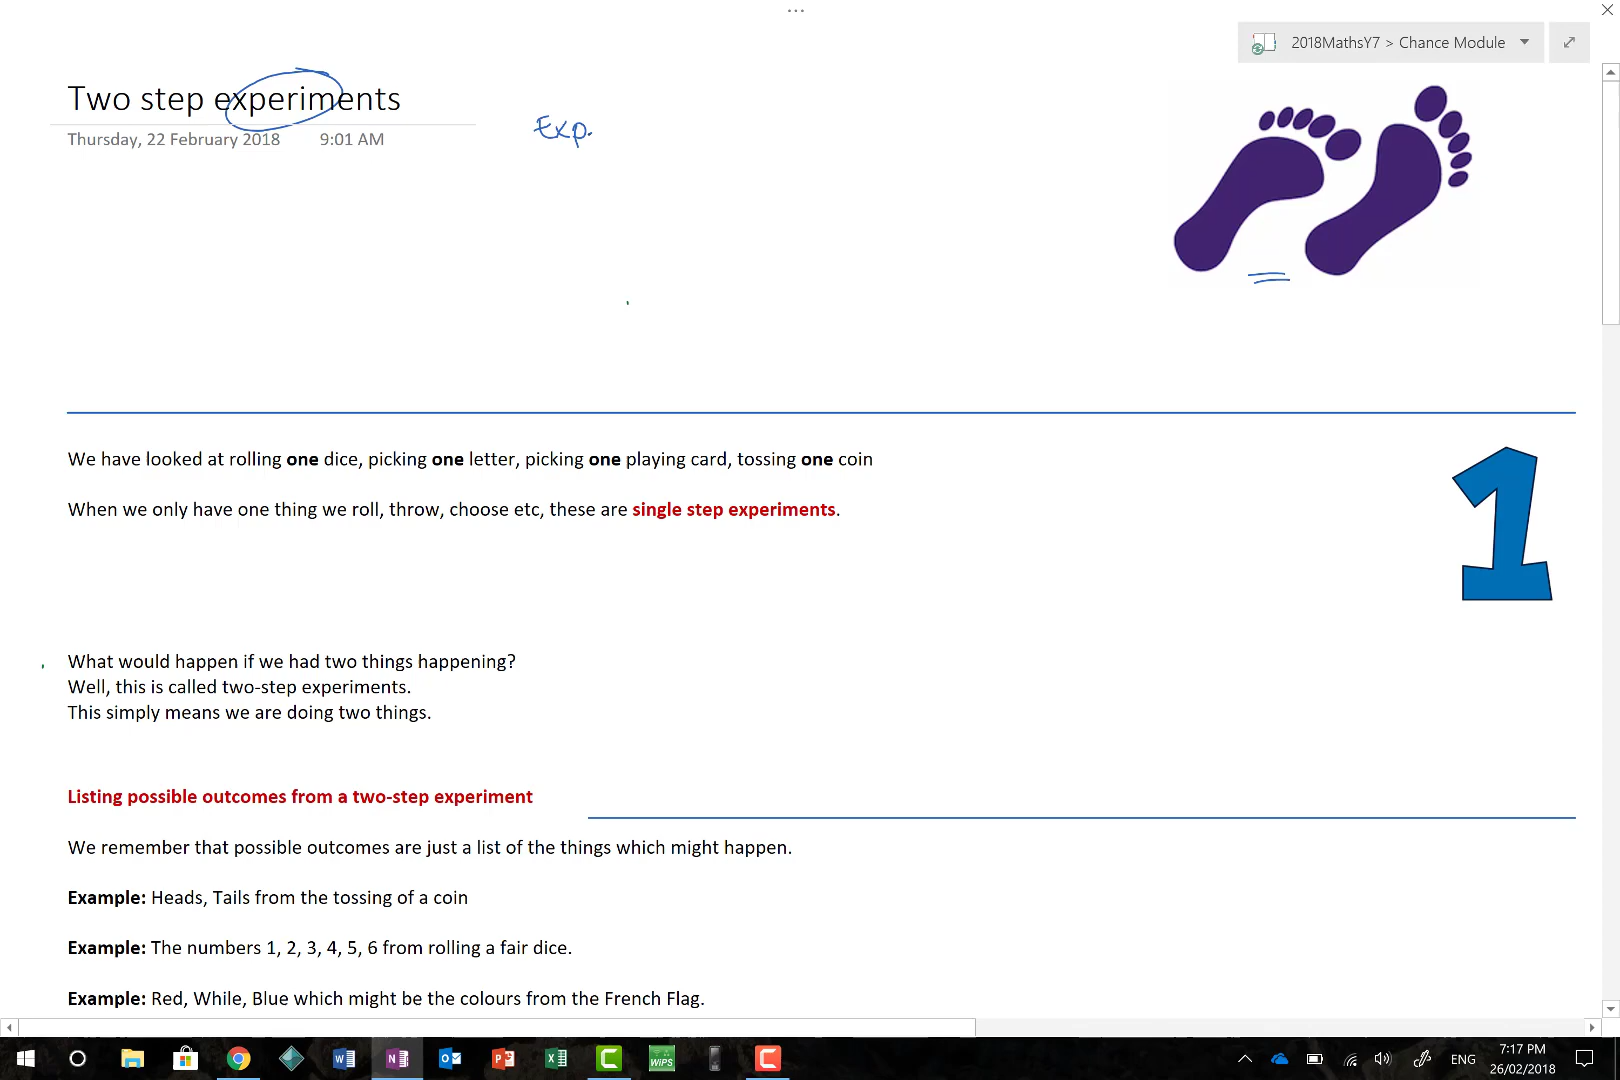 2018MathsY7 > Chance Module
Two step experiments
Thursday, 22 February 2018 9:01 AM
Exp.
We have looked at rolling one dice, picking one letter, picking one playing card, tossing one coin
When we only have one thing we roll, throw, choose etc, these are single step experiments.
1
What would happen if we had two things happening?
Well, this is called two-step experiments.
This simply means we are doing two things.
Listing possible outcomes from a two-step experiment
We remember that possible outcomes are just a list of the things which might happen.
Example: Heads, Tails from the tossing of a coin
Example: The numbers 1, 2, 3, 4, 5, 6 from rolling a fair dice.
Example: Red, While, Blue which might be the colours from the French Flag.
WiPS
ENG
7:17 PM
26/02/2018